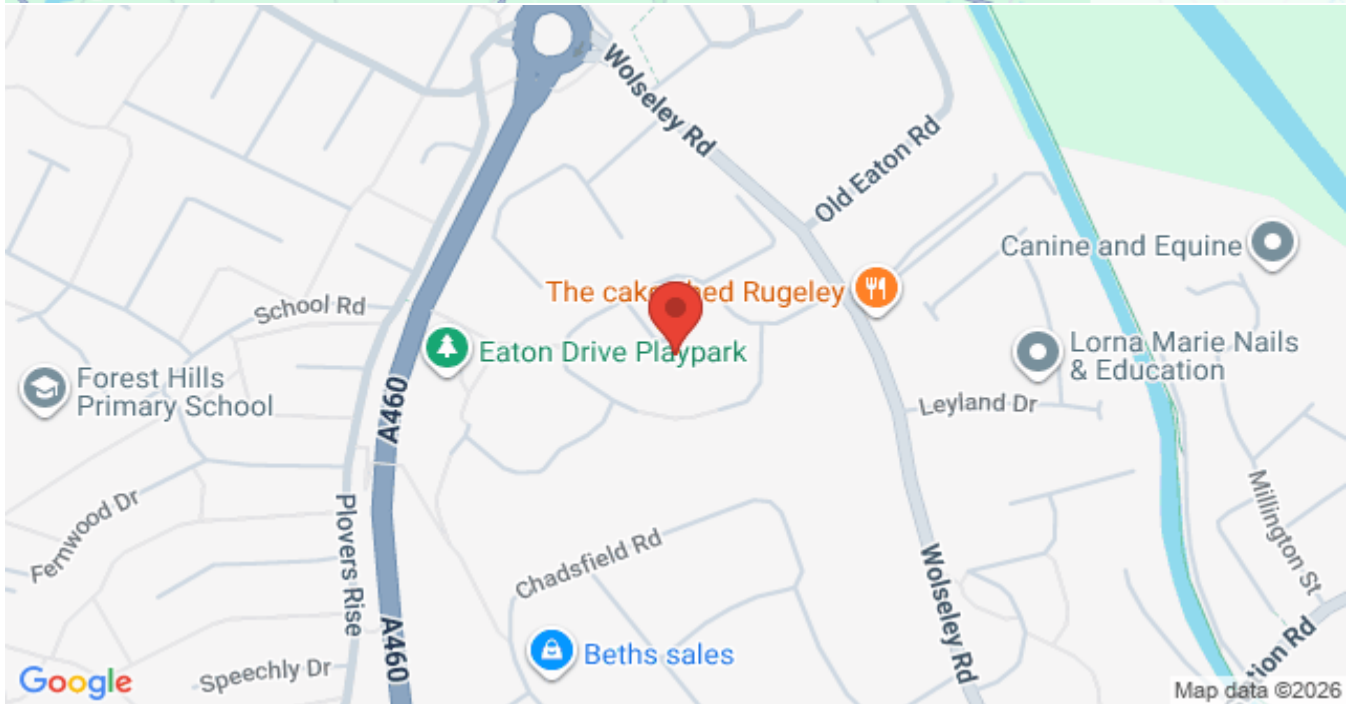 Wolseley Rd
Old Eaton Rd
Canine and Equine
The cake shed Rugeley
School Rd
Eaton Drive Playpark
Lorna Marie Nails
& Education
Forest Hills
Primary School
A460
Leyland Dr
Fernwood Dr
Plovers Rise
Millington St
Chadsfield Rd
Wolseley Rd
A460
Beths sales
Speechly Dr
ation Rd
Google
Map data ©2026